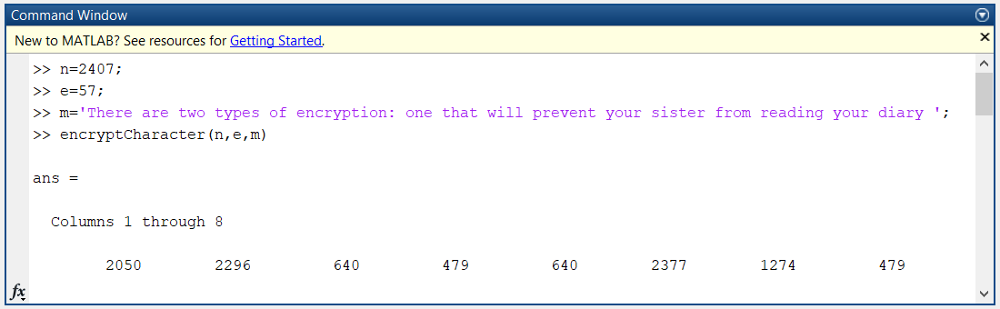 Command Window
New to MATLAB? See resources for Getting Started.
>> n=2407;
>> e=57;
>> m='There are two types of encryption: one that will prevent your sister from reading your diary ';
>> encryptCharacter(n,e,m)
ans =
Columns 1 through 8
2050 2296 640 479 640 2377 1274 479
fx